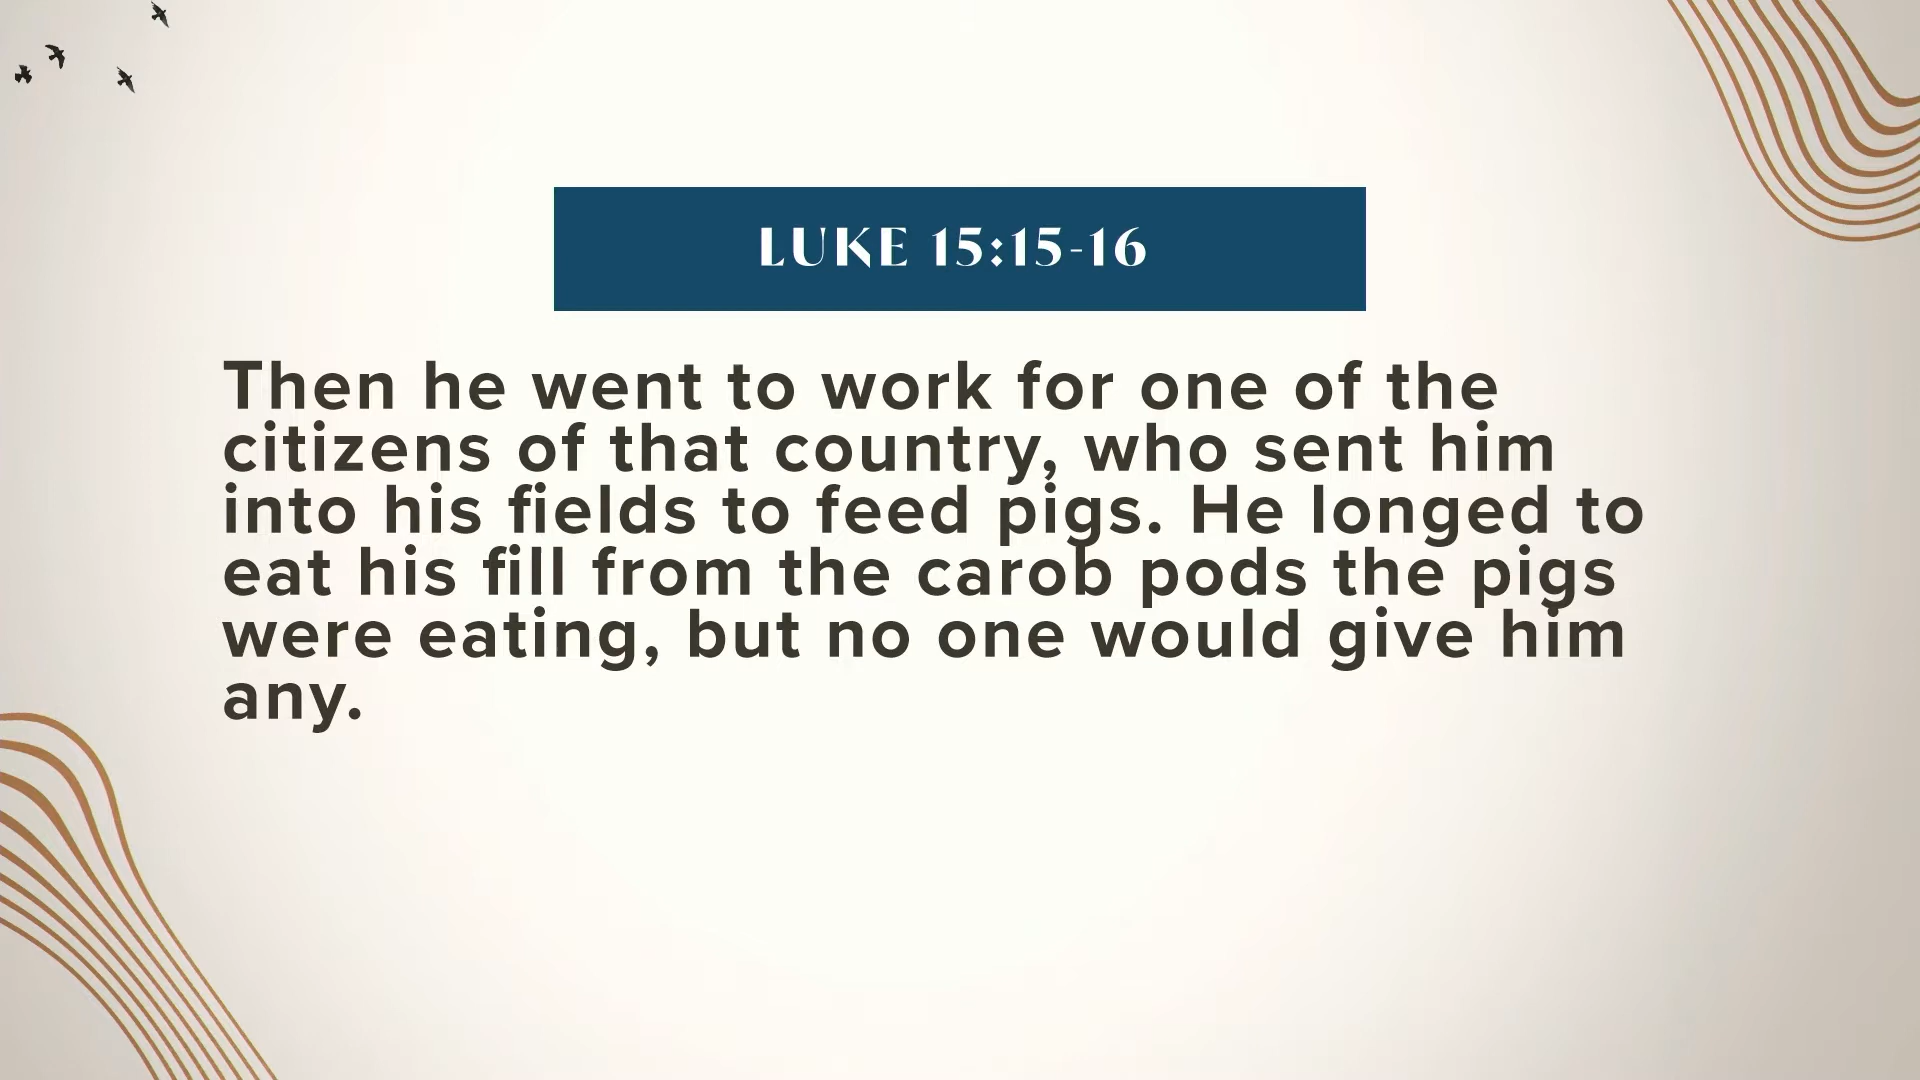 LUKE 15:15-16
Then he went to work for one of the
citizens of that country, who sent him
into his fields to feed pigs. He longed to
eat his fill from the carob pods the pigs
were eating, but no one would give him
any.